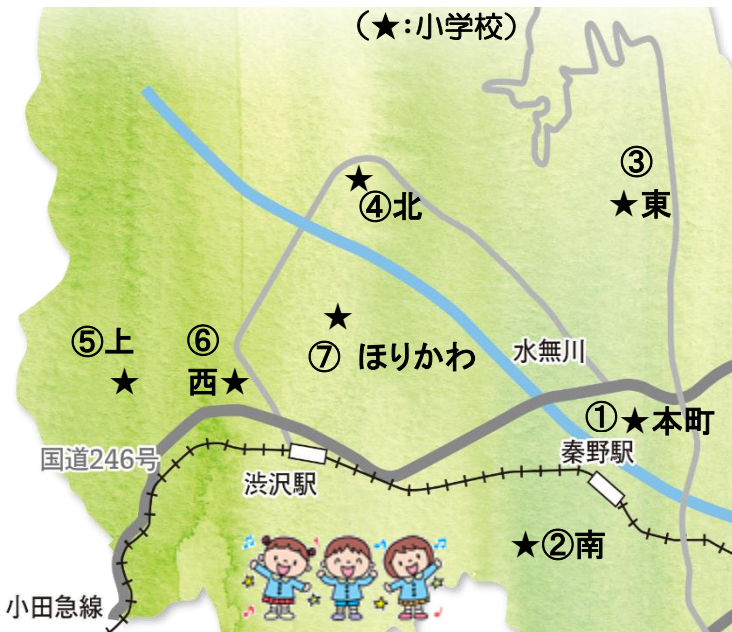 （★：小学校）
③
★東
★
④北
⑤上
★
⑥
西★
★
⑦ ほりかわ
水無川
①★本町
国道246号
秦野駅
渋沢駅
★②南
小田急線